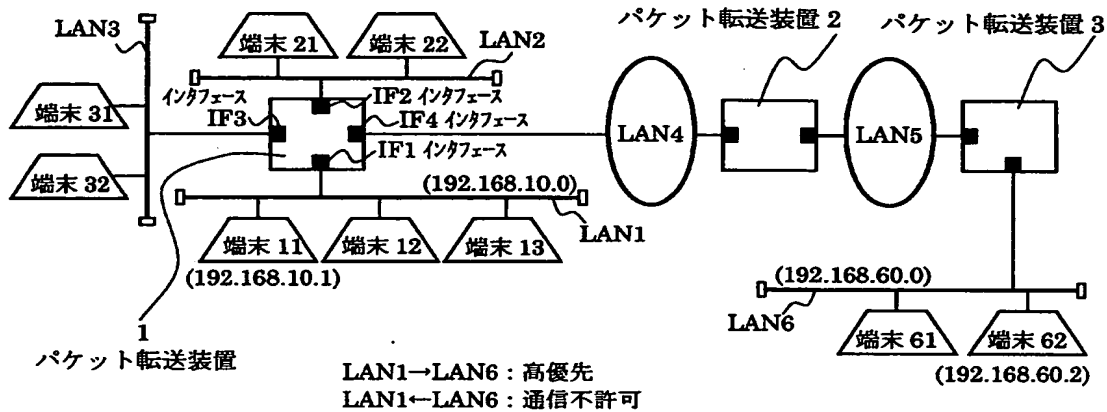 パケット転送装置 2
パケット転送装置 3
LAN3
端末 21
端末 22
LAN2
インタフェース
IF2 インタフェース
IF3
IF4 インタフェース
IF1 インタフェース
端末 31
端末 32
LAN4
LAN5
(192.168.10.0)
LAN1
端末 11
端末 12
端末 13
(192.168.10.1)
(192.168.60.0)
LAN6
端末 61
端末 62
(192.168.60.2)
1
パケット転送装置
LAN1→LAN6 : 高優先
LAN1←LAN6 : 通信不許可